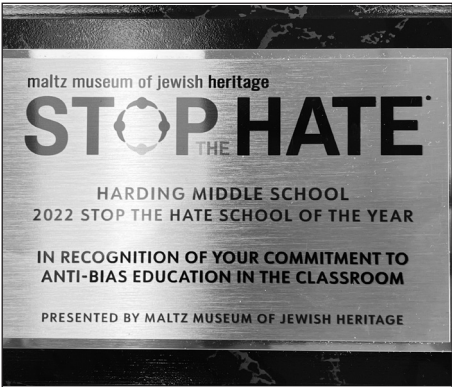 maltz museum of jewish heritage
STOP THE HATE
HARDING MIDDLE SCHOOL
2022 STOP THE HATE SCHOOL OF THE YEAR
IN RECOGNITION OF YOUR COMMITMENT TO
ANTI-BIAS EDUCATION IN THE CLASSROOM
PRESENTED BY MALTZ MUSEUM OF JEWISH HERITAGE